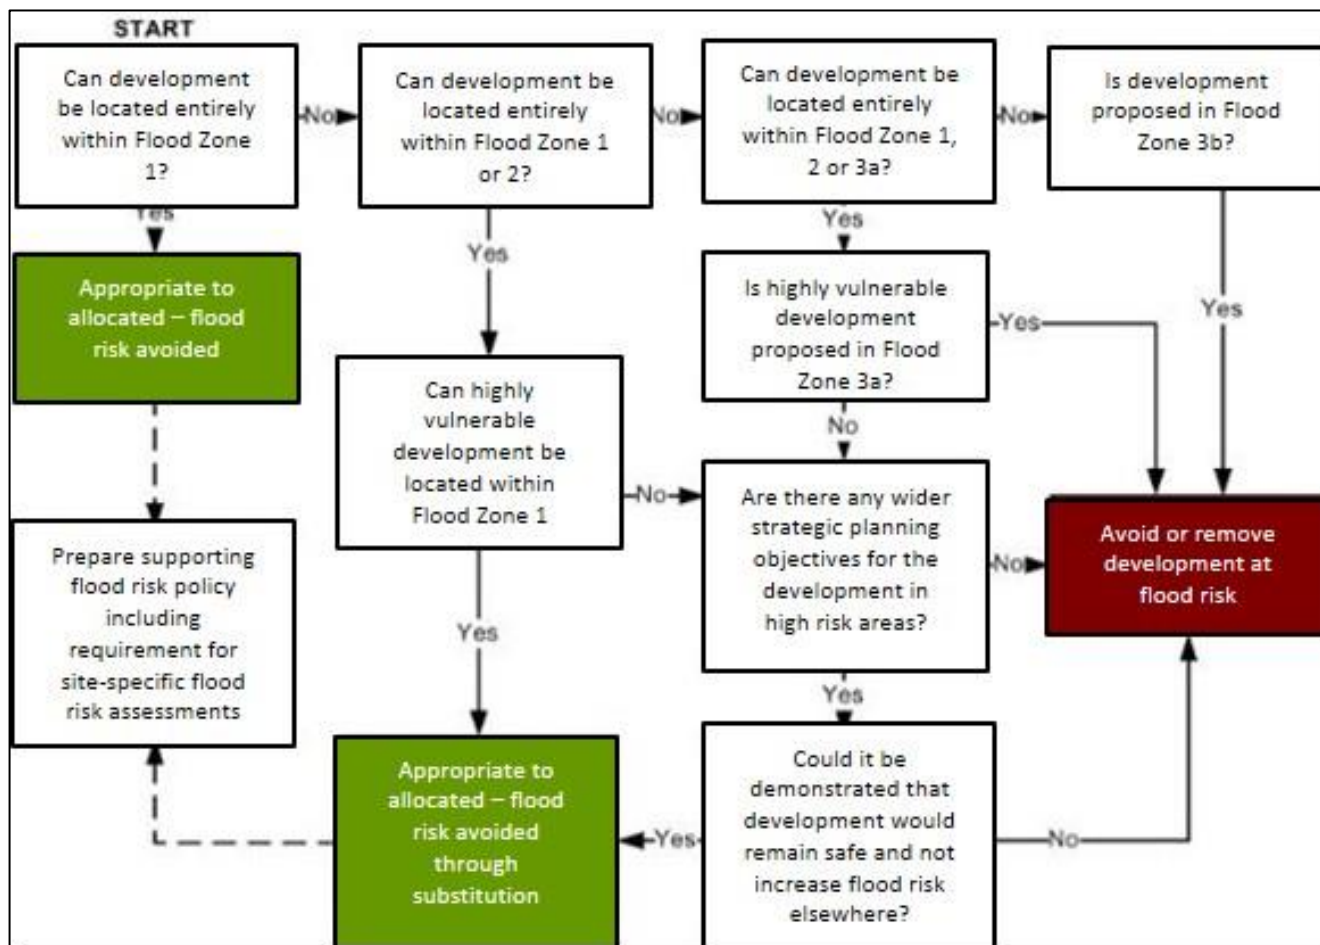 START
Can development
be located entirely
within Flood Zone
1?
No
Can development be
located entirely
within Flood Zone 1
or 2?
No
Can development be
located entirely
within Flood Zone 1,
2 or 3a?
No
Is development
proposed in Flood
Zone 3b?
Yes
Yes
Yes
Yes
Appropriate to
allocated – flood
risk avoided
Is highly vulnerable
development
proposed in Flood
Zone 3a?
Yes
No
Can highly
vulnerable
development be
located within
Flood Zone 1
No
Yes
Are there any wider
strategic planning
objectives for the
development in
high risk areas?
No
Yes
Avoid or remove
development at
flood risk
Prepare supporting
flood risk policy
including
requirement for
site-specific flood
risk assessments
Appropriate to
allocated – flood
risk avoided
through
substitution
Yes
Could it be
demonstrated that
development would
remain safe and not
increase flood risk
elsewhere?
No